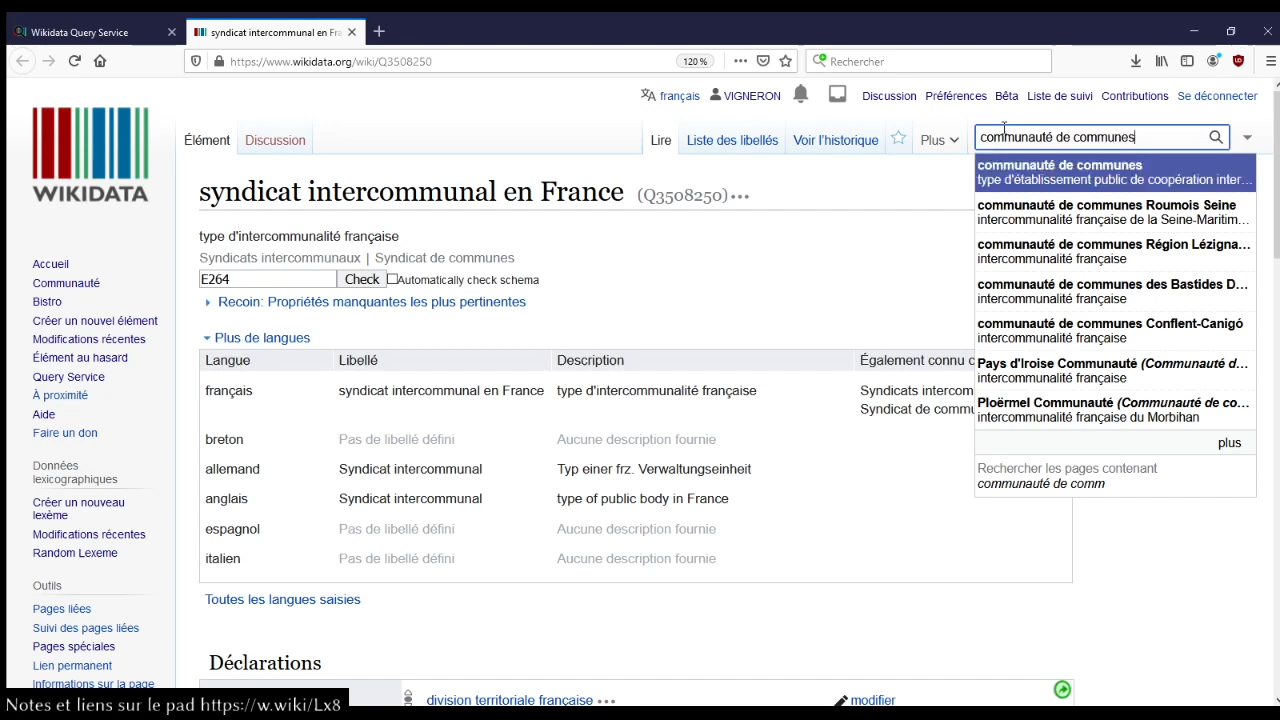 Wikidata Query Service
syndicat intercommunal en Fra
https://www.wikidata.org/wiki/Q3508250
120 %
Rechercher
français
VIGNERON
Discussion
Préférences
Bêta
Liste de suivi
Contributions
Se déconnecter
WIKIDATA
Élément
Discussion
Lire
Liste des libellés
Voir l'historique
Plus
communauté de communes
communauté de communes
type d'établissement public de coopération inter...
communauté de communes Roumois Seine
intercommunalité française de la Seine-Maritim...
communauté de communes Région Lézigna...
intercommunalité française
communauté de communes des Bastides D...
intercommunalité française
communauté de communes Conflent-Canigó
intercommunalité française
Pays d'Iroise Communauté (Communauté d...
intercommunalité française
Ploërmel Communauté (Communauté de co...
intercommunalité française du Morbihan
plus
Rechercher les pages contenant
communauté de comm
syndicat intercommunal en France (Q3508250)
type d'intercommunalité française
Syndicats intercommunaux | Syndicat de communes
E264 Check Automatically check schema
Recoin: Propriétés manquantes les plus pertinentes
Plus de langues
Langue Libellé Description Également connu c
français syndicat intercommunal en France type d'intercommunalité française Syndicats intercom
Syndicat de commu
breton Pas de libellé défini Aucune description fournie
allemand Syndicat intercommunal Typ einer frz. Verwaltungseinheit
anglais Syndicat intercommunal type of public body in France
espagnol Pas de libellé défini Aucune description fournie
italien Pas de libellé défini Aucune description fournie
Toutes les langues saisies
Déclarations
division territoriale française
modifier
Accueil
Communauté
Bistro
Créer un nouvel élément
Modifications récentes
Élément au hasard
Query Service
À proximité
Aide
Faire un don
Données
lexicographiques
Créer un nouveau
lexème
Modifications récentes
Random Lexeme
Outils
Pages liées
Suivi des pages liées
Pages spéciales
Lien permanent
Informations sur la page
Notes et liens sur le pad https://w.wiki/Lx8